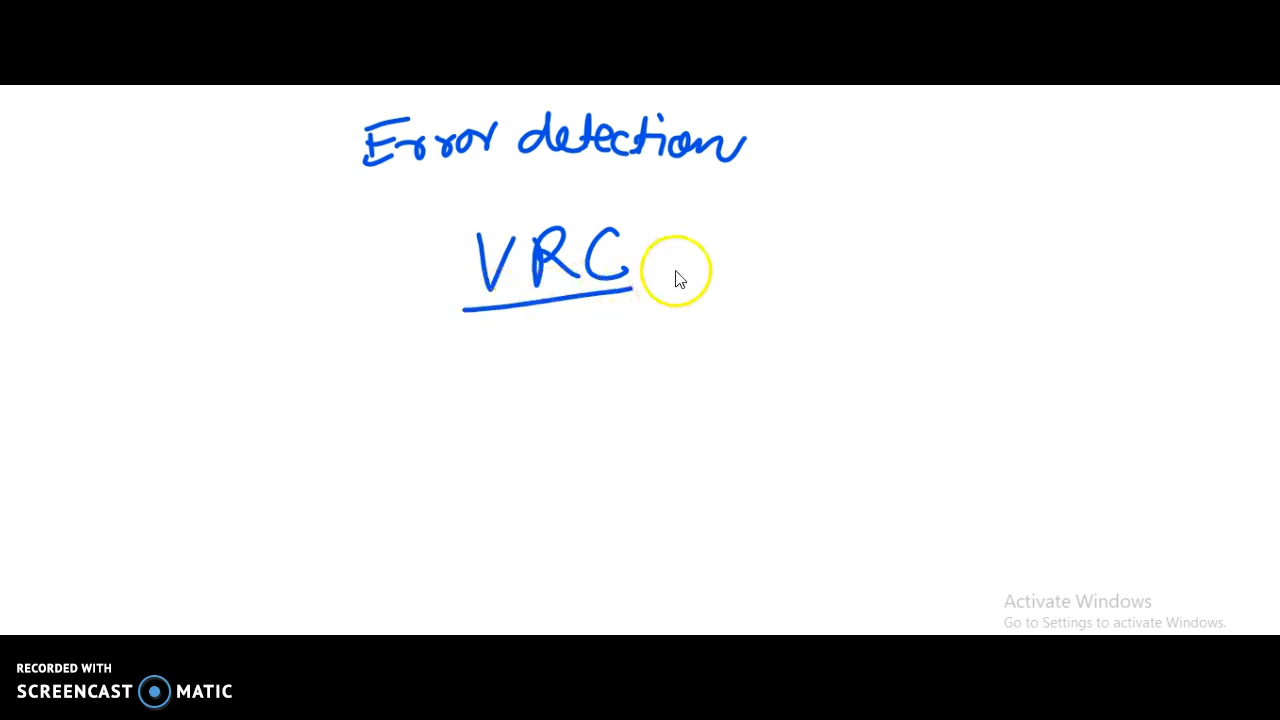 Error detection
VRC
Activate Windows
Go to Settings to activate Windows.
RECORDED WITH
SCREENCAST MATIC